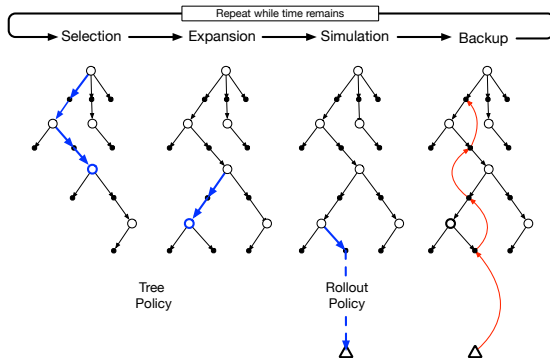 Repeat while time remains
Selection
Expansion
Simulation
Backup
Tree
Policy
Rollout
Policy